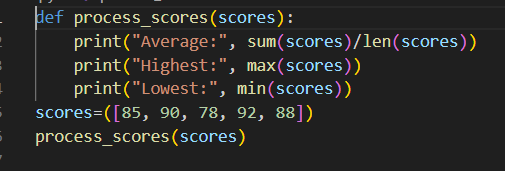 def process_scores(scores):
    print("Average:", sum(scores)/len(scores))
    print("Highest:", max(scores))
    print("Lowest:", min(scores))
scores=([85, 90, 78, 92, 88])
process_scores(scores)